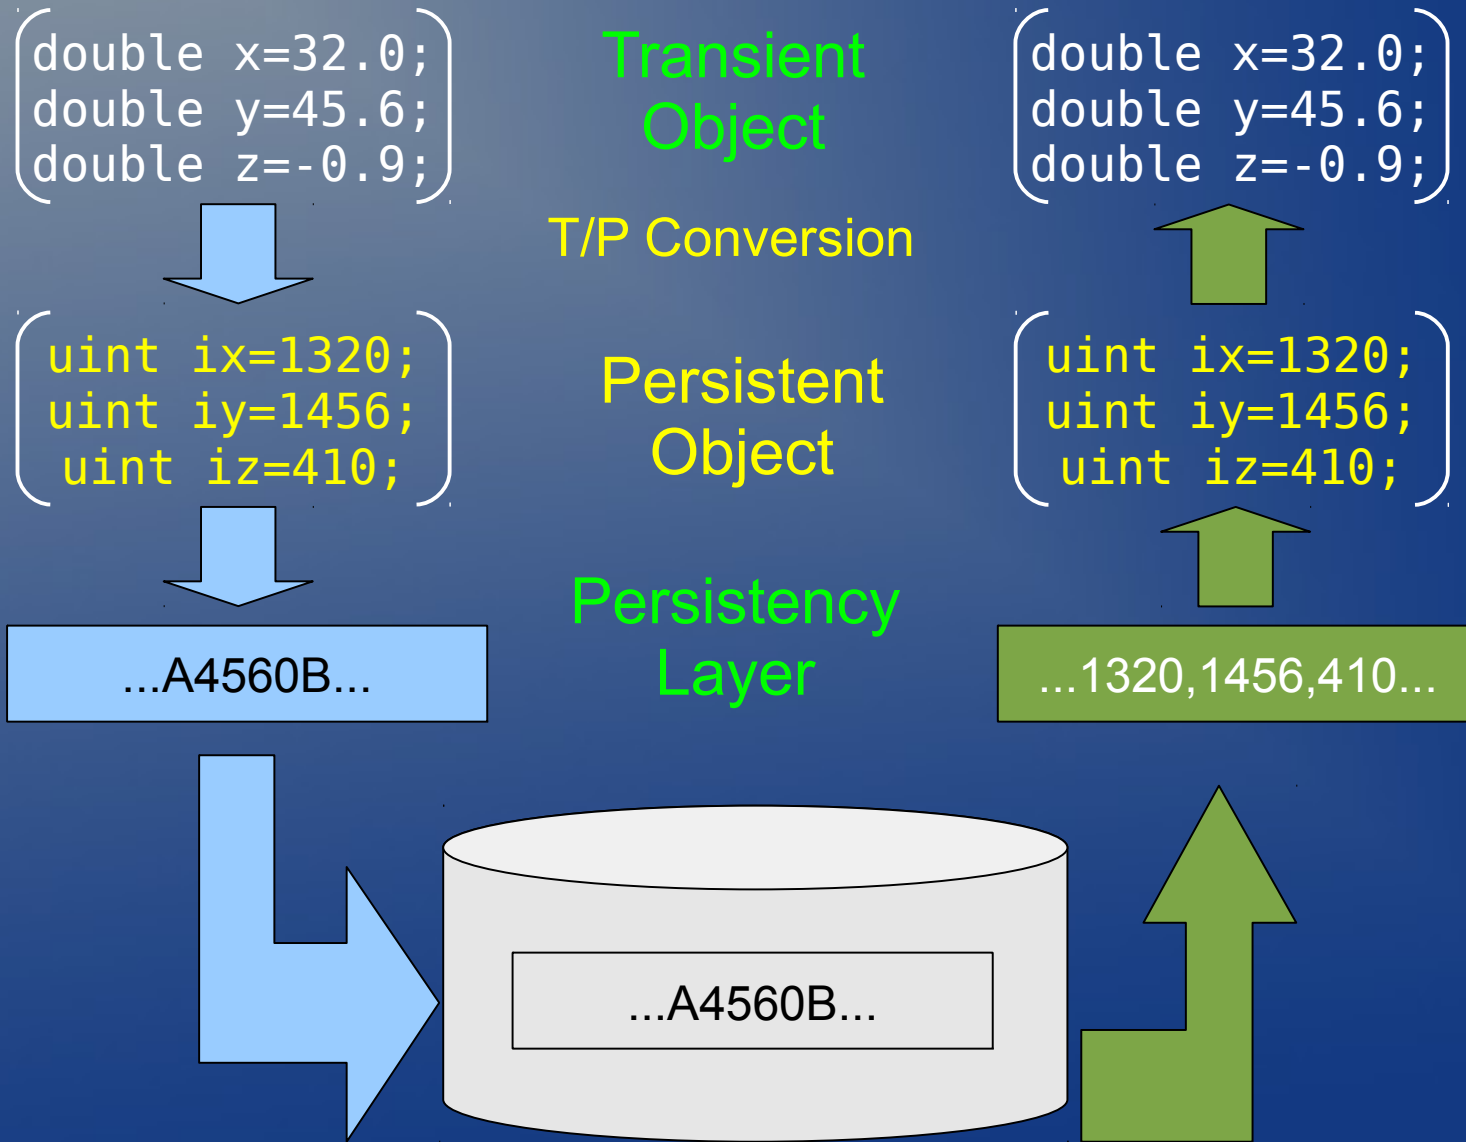 double x=32.0;
double y=45.6;
double z=-0.9;
Transient
Object
double x=32.0;
double y=45.6;
double z=-0.9;
T/P Conversion
uint ix=1320;
uint iy=1456;
uint iz=410;
Persistent
Object
uint ix=1320;
uint iy=1456;
uint iz=410;
Persistency
Layer
...A4560B...
...1320,1456,410...
...A4560B...